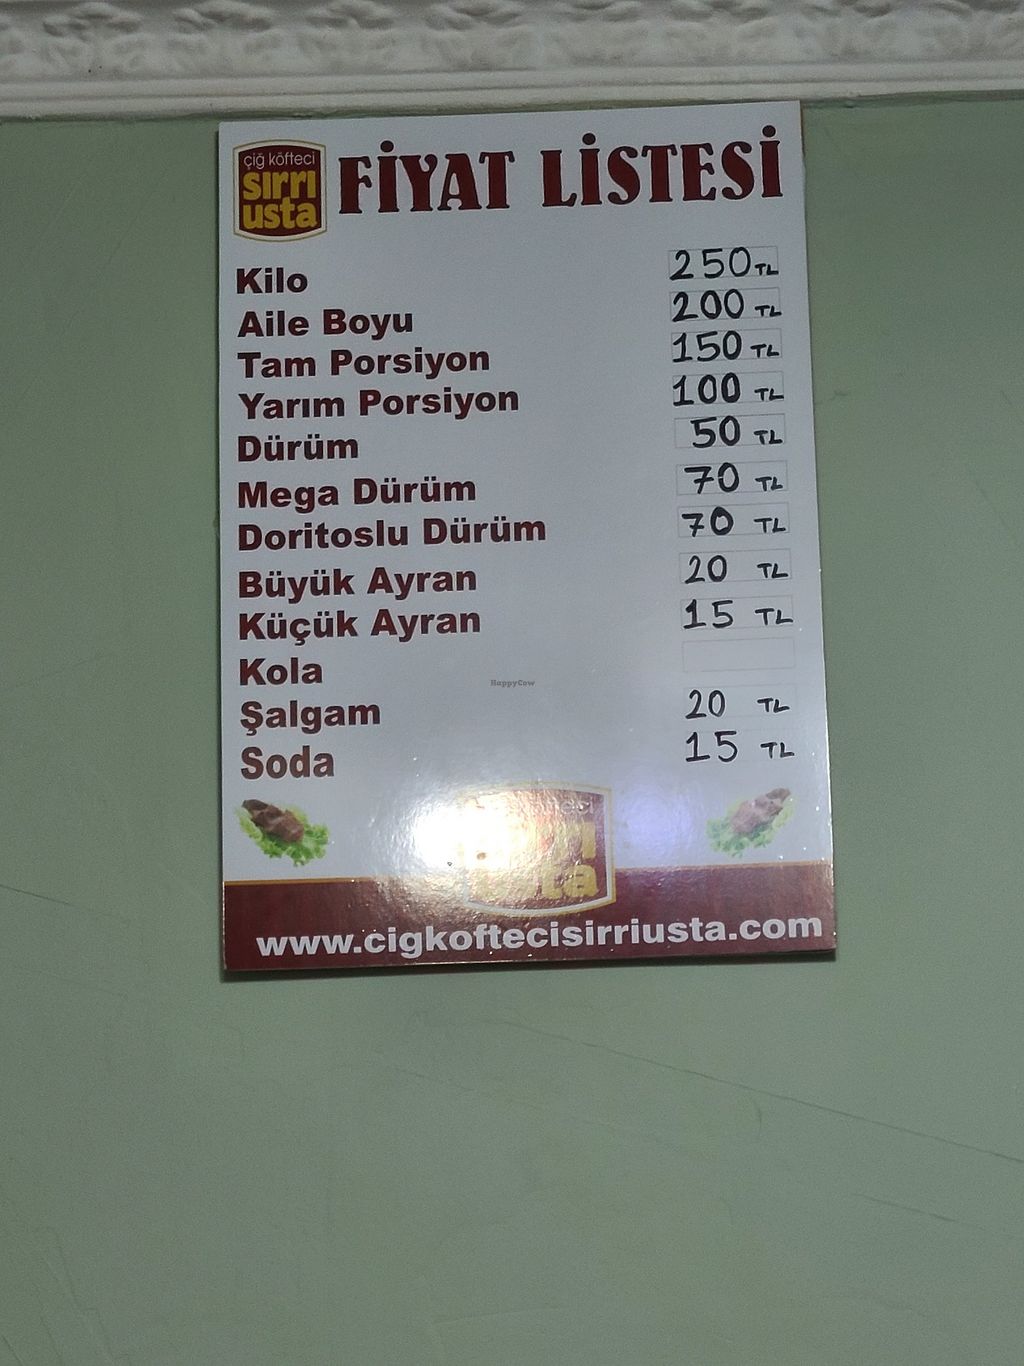 çiğ köfteci
sırrı
usta
FİYAT LİSTESİ
Kilo 250 TL
Aile Boyu 200 TL
Tam Porsiyon 150 TL
Yarım Porsiyon 100 TL
Dürüm 50 TL
Mega Dürüm 70 TL
Doritoslu Dürüm 70 TL
Büyük Ayran 20 TL
Küçük Ayran 15 TL
Kola
HappyCow
Şalgam 20 TL
Soda 15 TL
usta
www.cigkoftecisirriusta.com